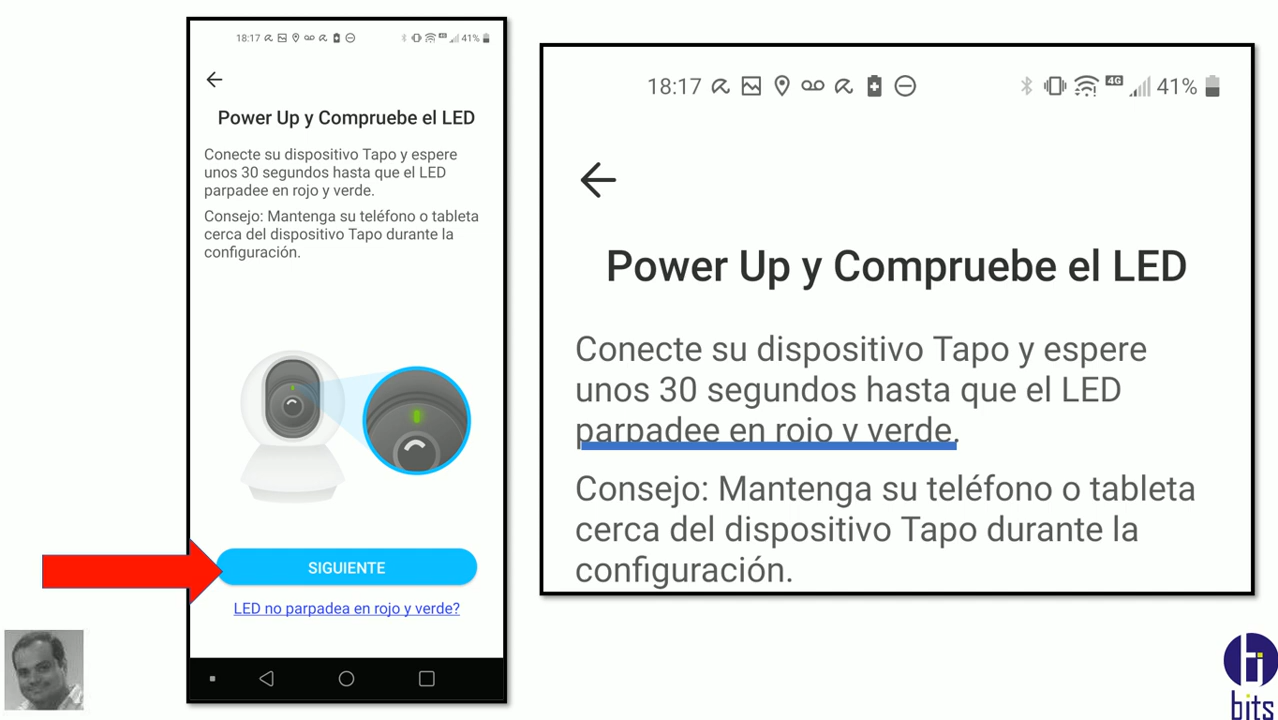 18:17
41%
Power Up y Compruebe el LED
Conecte su dispositivo Tapo y espere
unos 30 segundos hasta que el LED
parpadee en rojo y verde.
Consejo: Mantenga su teléfono o tableta
cerca del dispositivo Tapo durante la
configuración.
SIGUIENTE
LED no parpadea en rojo y verde?
18:17
4G
41%
Power Up y Compruebe el LED
Conecte su dispositivo Tapo y espere
unos 30 segundos hasta que el LED
parpadee en rojo y verde.
Consejo: Mantenga su teléfono o tableta
cerca del dispositivo Tapo durante la
configuración.
bits